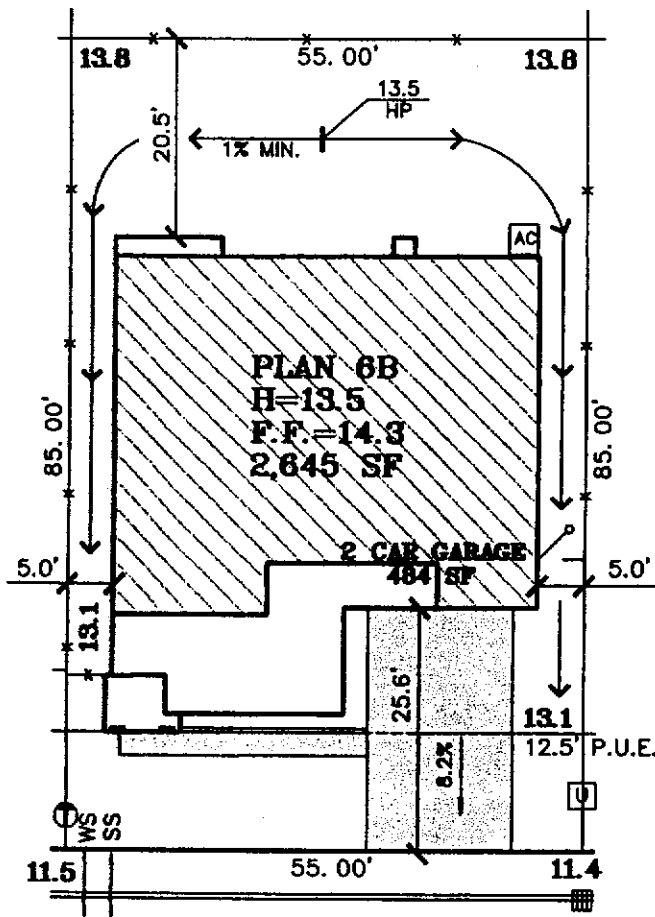 13.8
55.00'
13.8
13.5
HP
20.5'
1% MIN.
AC
PLAN 6B
H=13.5
F.F.=14.3
2,645 SF
85.00'
85.00'
2 CAR GARAGE
484 SF
5.0'
5.0'
13.1
25.6'
13.1
12.5' P.U.E.
8.2%
U
WS
SS
11.5
55.00'
11.4